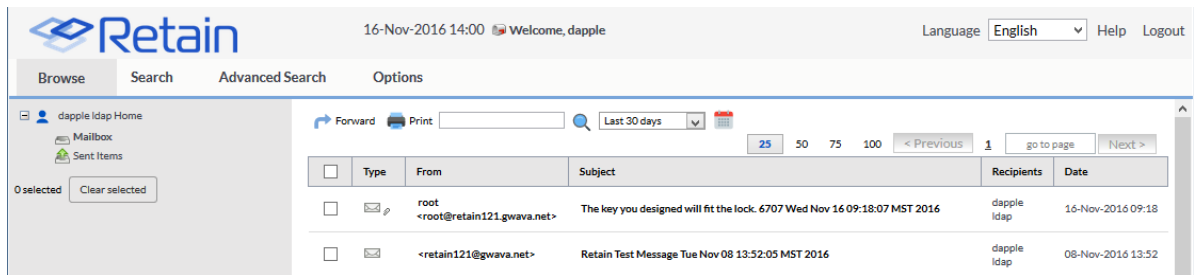 Retain
16-Nov-2016 14:00 Welcome, dapple
Language English Help Logout
Browse Search Advanced Search Options
dapple ldap Home
Mailbox
Sent Items
0 selected Clear selected
Forward Print Last 30 days
25 50 75 100 < Previous 1 go to page Next >
Type From Subject Recipients Date
root
<root@retain121.gwava.net>
The key you designed will fit the lock. 6707 Wed Nov 16 09:18:07 MST 2016
dapple
ldap
16-Nov-2016 09:18
<retain121@gwava.net>
Retain Test Message Tue Nov 08 13:52:05 MST 2016
dapple
ldap
08-Nov-2016 13:52